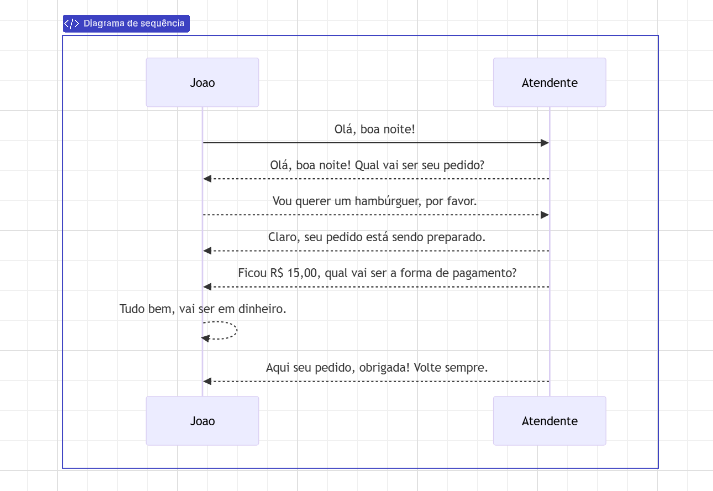 </> Diagrama de sequência
Joao
Atendente
Olá, boa noite!
Olá, boa noite! Qual vai ser seu pedido?
Vou querer um hambúrguer, por favor.
Claro, seu pedido está sendo preparado.
Ficou R$ 15,00, qual vai ser a forma de pagamento?
Tudo bem, vai ser em dinheiro.
Aqui seu pedido, obrigada! Volte sempre.
Joao
Atendente